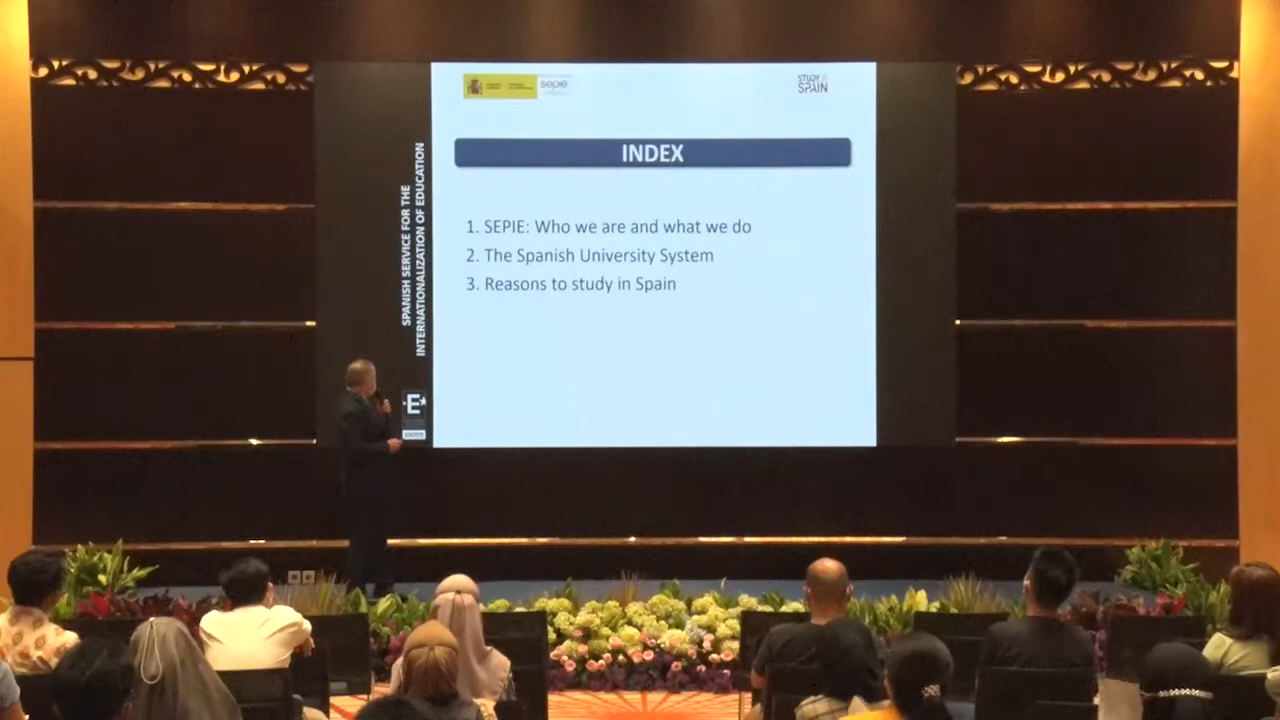 sepie
STUDY IN
SPAIN
INDEX
SPANISH SERVICE FOR THE
INTERNATIONALIZATION OF EDUCATION
1. SEPIE: Who we are and what we do
2. The Spanish University System
3. Reasons to study in Spain
E